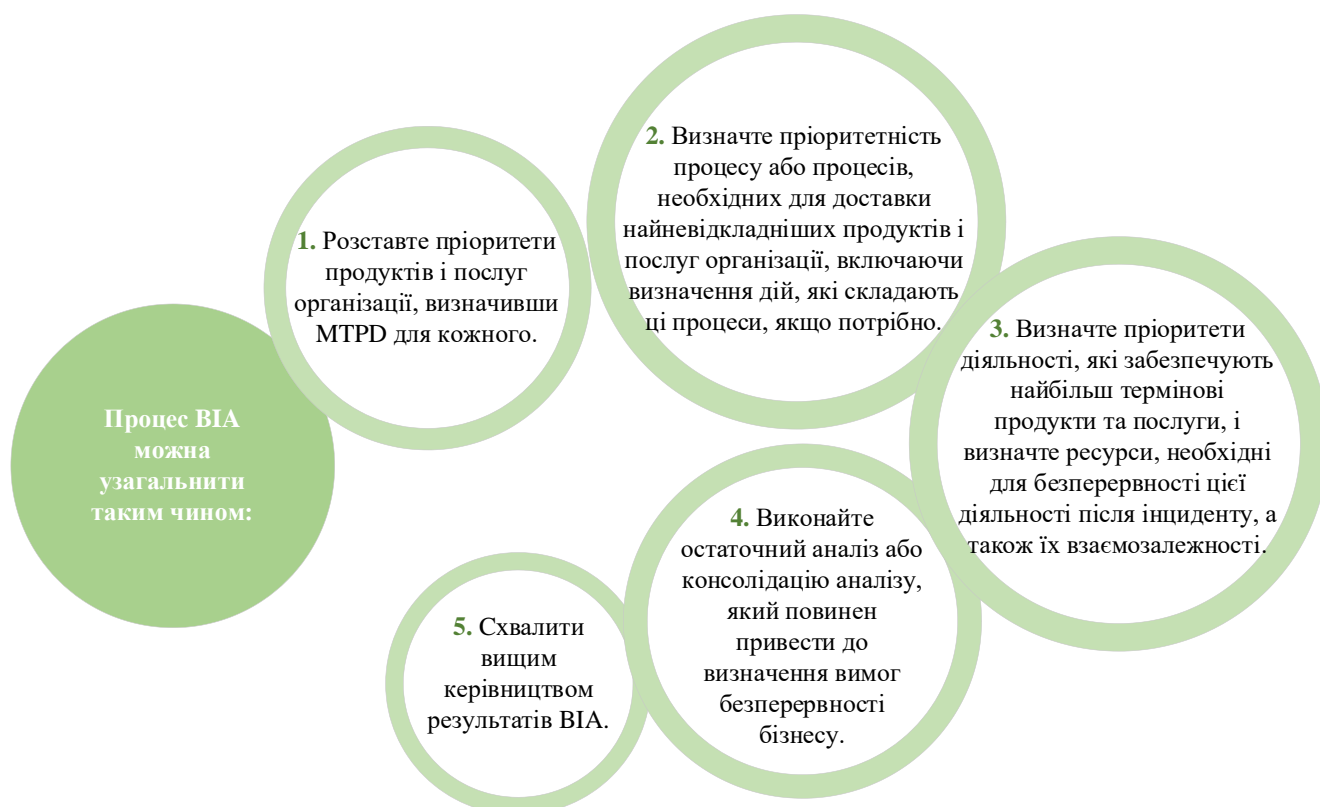 Процес BIA
можна
узагальнити
таким чином:
1. Розставте пріоритети
продуктів і послуг
організації, визначивши
MTPD для кожного.
2. Визначте пріоритетність
процесу або процесів,
необхідних для доставки
найневідкладніших продуктів і
послуг організації, включаючи
визначення дій, які складають
ці процеси, якщо потрібно.
3. Визначте пріоритети
діяльності, які забезпечують
найбільш термінові
продукти та послуги, і
визначте ресурси, необхідні
для безперервності цієї
діяльності після інциденту, а
також їх взаємозалежності.
4. Виконайте
остаточний аналіз або
консолідацію аналізу,
який повинен
привести до
визначення вимог
безперервності
бізнесу.
5. Схвалити
вищим
керівництвом
результатів BIA.